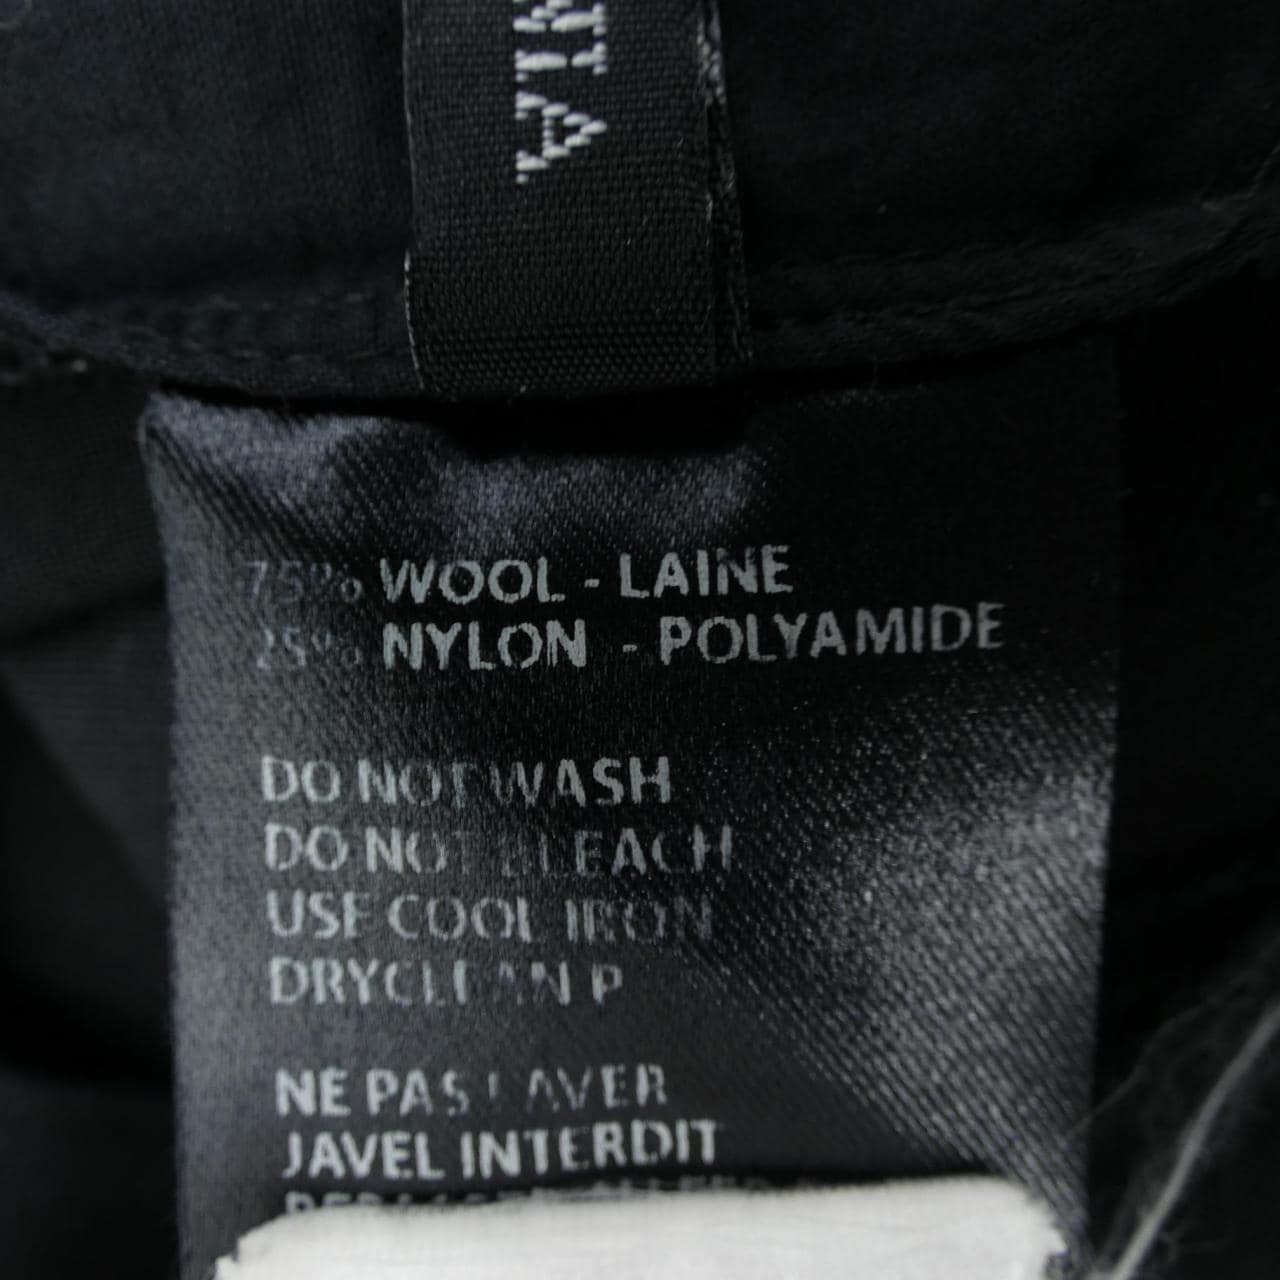 75% WOOL - LAINE
25% NYLON - POLYAMIDE
DO NOT WASH
DO NOT BLEACH
USE COOL IRON
DRYCLEAN P
NE PAS LAVER
JAVEL INTERDIT